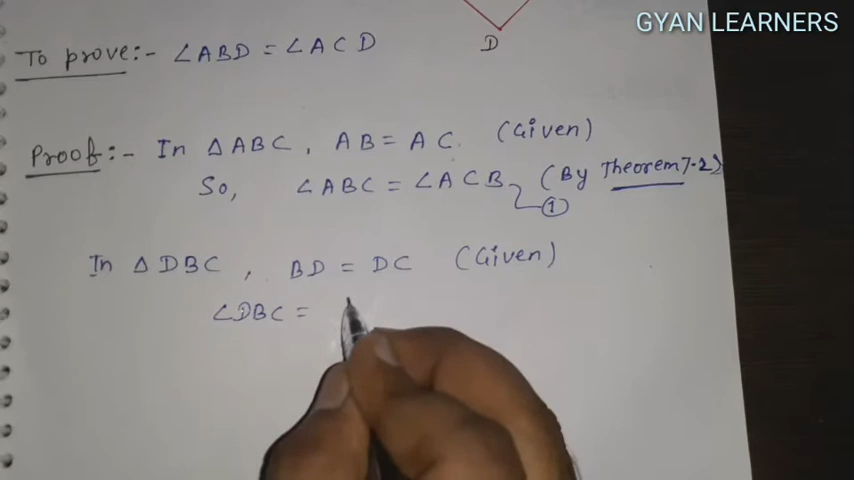 GYAN LEARNERS
D
To prove:- ∠ABD = ∠ACD
Proof:- In △ABC, AB = AC. (Given)
So, ∠ABC = ∠ACB (By Theorem 7.2)
①
In △DBC, BD = DC (Given)
∠DBC =